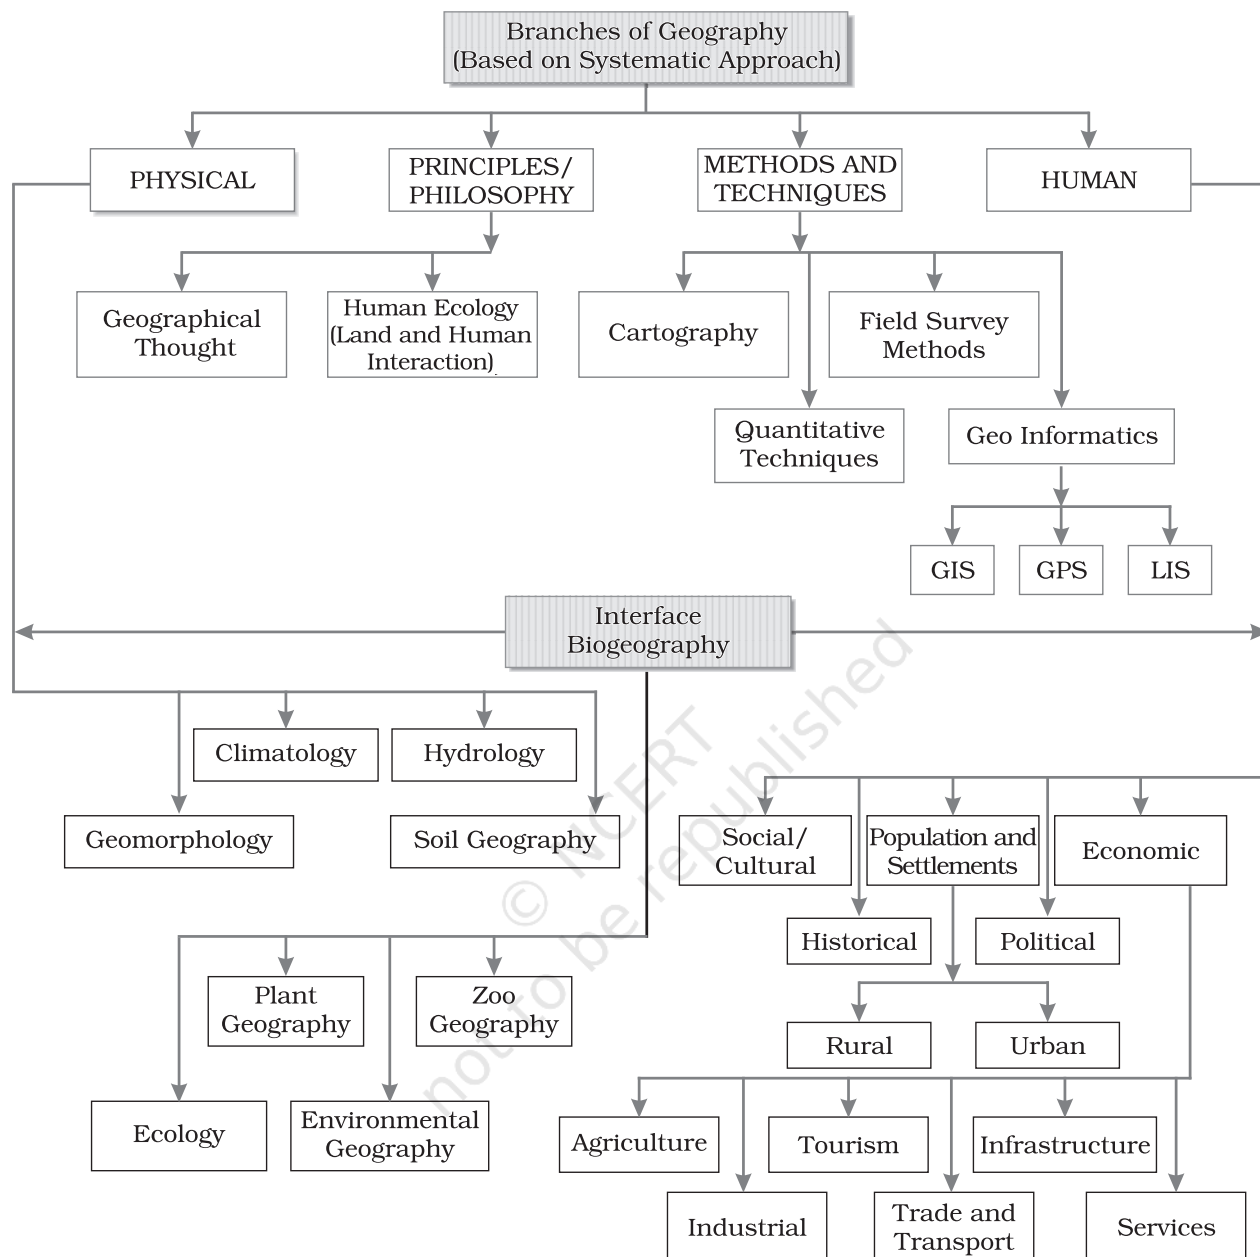 Branches of Geography
(Based on Systematic Approach)
PHYSICAL
PRINCIPLES/
PHILOSOPHY
METHODS AND
TECHNIQUES
HUMAN
Geographical
Thought
Human Ecology
(Land and Human
Interaction)
Cartography
Field Survey
Methods
Quantitative
Techniques
Geo Informatics
GIS
GPS
LIS
Interface
Biogeography
Climatology
Hydrology
Geomorphology
Soil Geography
Social/
Cultural
Population and
Settlements
Economic
Historical
Political
Plant
Geography
Zoo
Geography
Rural
Urban
Ecology
Environmental
Geography
Agriculture
Tourism
Infrastructure
Industrial
Trade and
Transport
Services
© NCERT
not to be republished